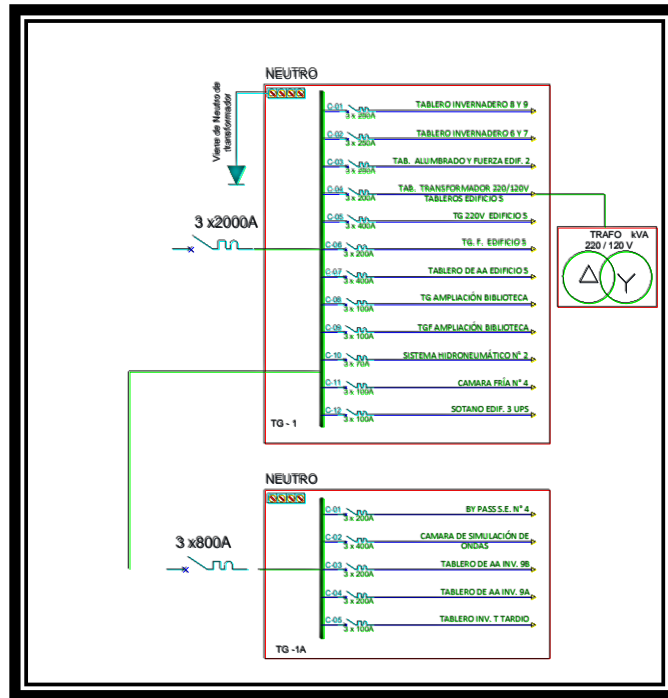 NEUTRO
Viene de Neutro de
transformador
3 x2000A
C-01
3 x 250A
TABLERO INVERNADERO 8 Y 9
C-02
3 x 250A
TABLERO INVERNADERO 6 Y 7
C-03
3 x 250A
TAB. ALUMBRADO Y FUERZA EDIF. 2
C-04
3 x 200A
TAB. TRANSFORMADOR 220/120V
TABLEROS EDIFICIO 5
C-05
3 x 400A
TG 220V EDIFICIO 5
C-06
3 x 200A
TG. F. EDIFICIO 5
C-07
3 x 400A
TABLERO DE AA EDIFICIO 5
C-08
3 x 100A
TG AMPLIACIÓN BIBLIOTECA
C-09
3 x 100A
TGF AMPLIACIÓN BIBLIOTECA
C-10
3 x 70A
SISTEMA HIDRONEUMÁTICO N° 2
C-11
3 x 100A
CAMARA FRÍA N° 4
C-12
3 x 100A
SOTANO EDIF. 3 UPS
TG - 1
TRAFO kVA
220 / 120 V
NEUTRO
3 x800A
C-01
3 x 200A
BY PASS S.E. N° 4
C-02
3 x 400A
CAMARA DE SIMULACIÓN DE
ONDAS
C-03
3 x 200A
TABLERO DE AA INV. 9B
C-04
3 x 200A
TABLERO DE AA INV. 9A
C-05
3 x 100A
TABLERO INV. T TARDIO
TG -1A